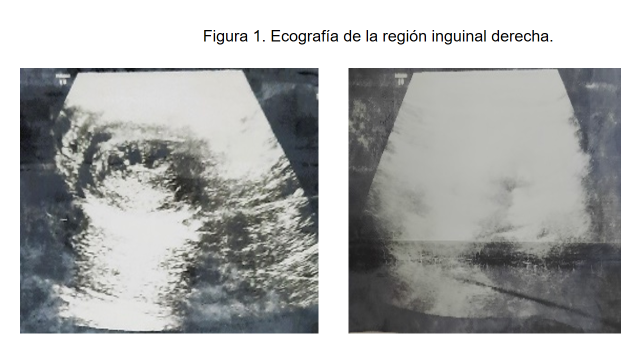 Figura 1. Ecografía de la región inguinal derecha.